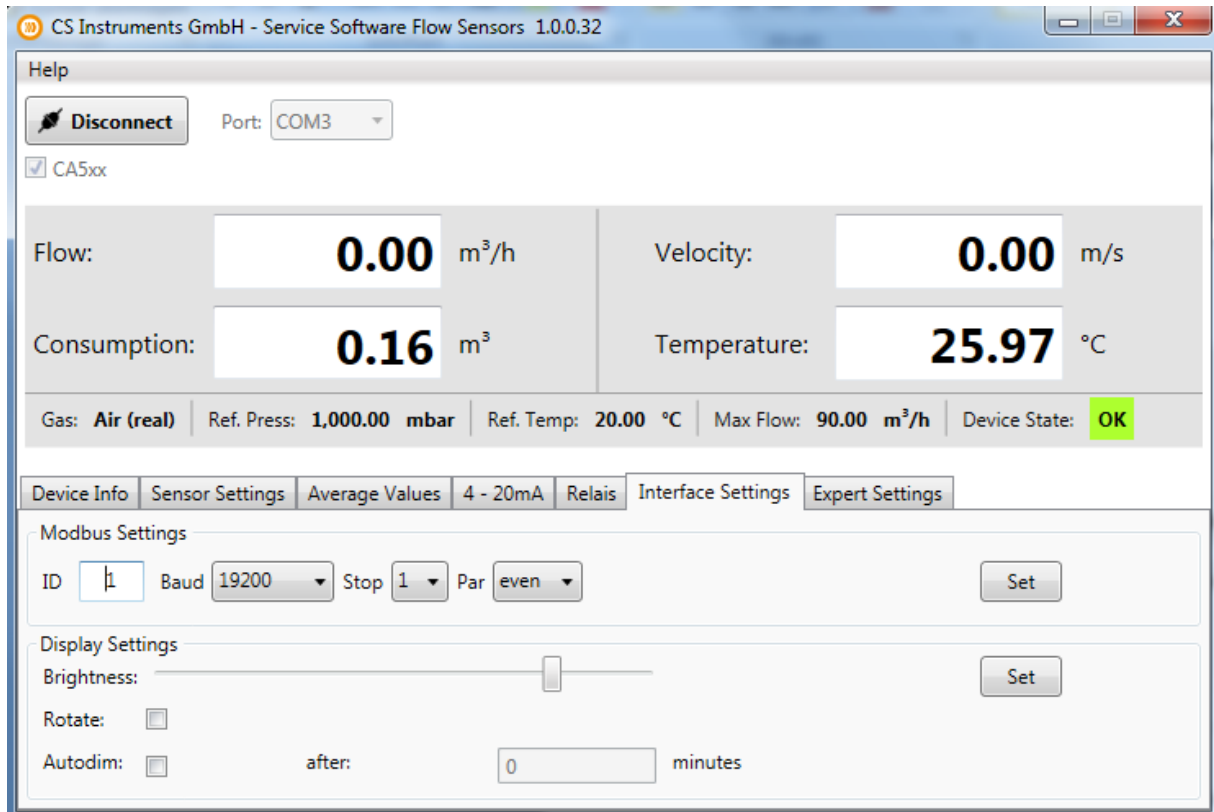 CS Instruments GmbH - Service Software Flow Sensors 1.0.0.32
Help
Disconnect Port: COM3
CA5xx
Flow: 0.00 m³/h Velocity: 0.00 m/s
Consumption: 0.16 m³ Temperature: 25.97 °C
Gas: Air (real) Ref. Press: 1,000.00 mbar Ref. Temp: 20.00 °C Max Flow: 90.00 m³/h Device State: OK
Device Info Sensor Settings Average Values 4 - 20mA Relais Interface Settings Expert Settings
Modbus Settings
ID 1 Baud 19200 Stop 1 Par even Set
Display Settings
Brightness: Set
Rotate:
Autodim: after: 0 minutes